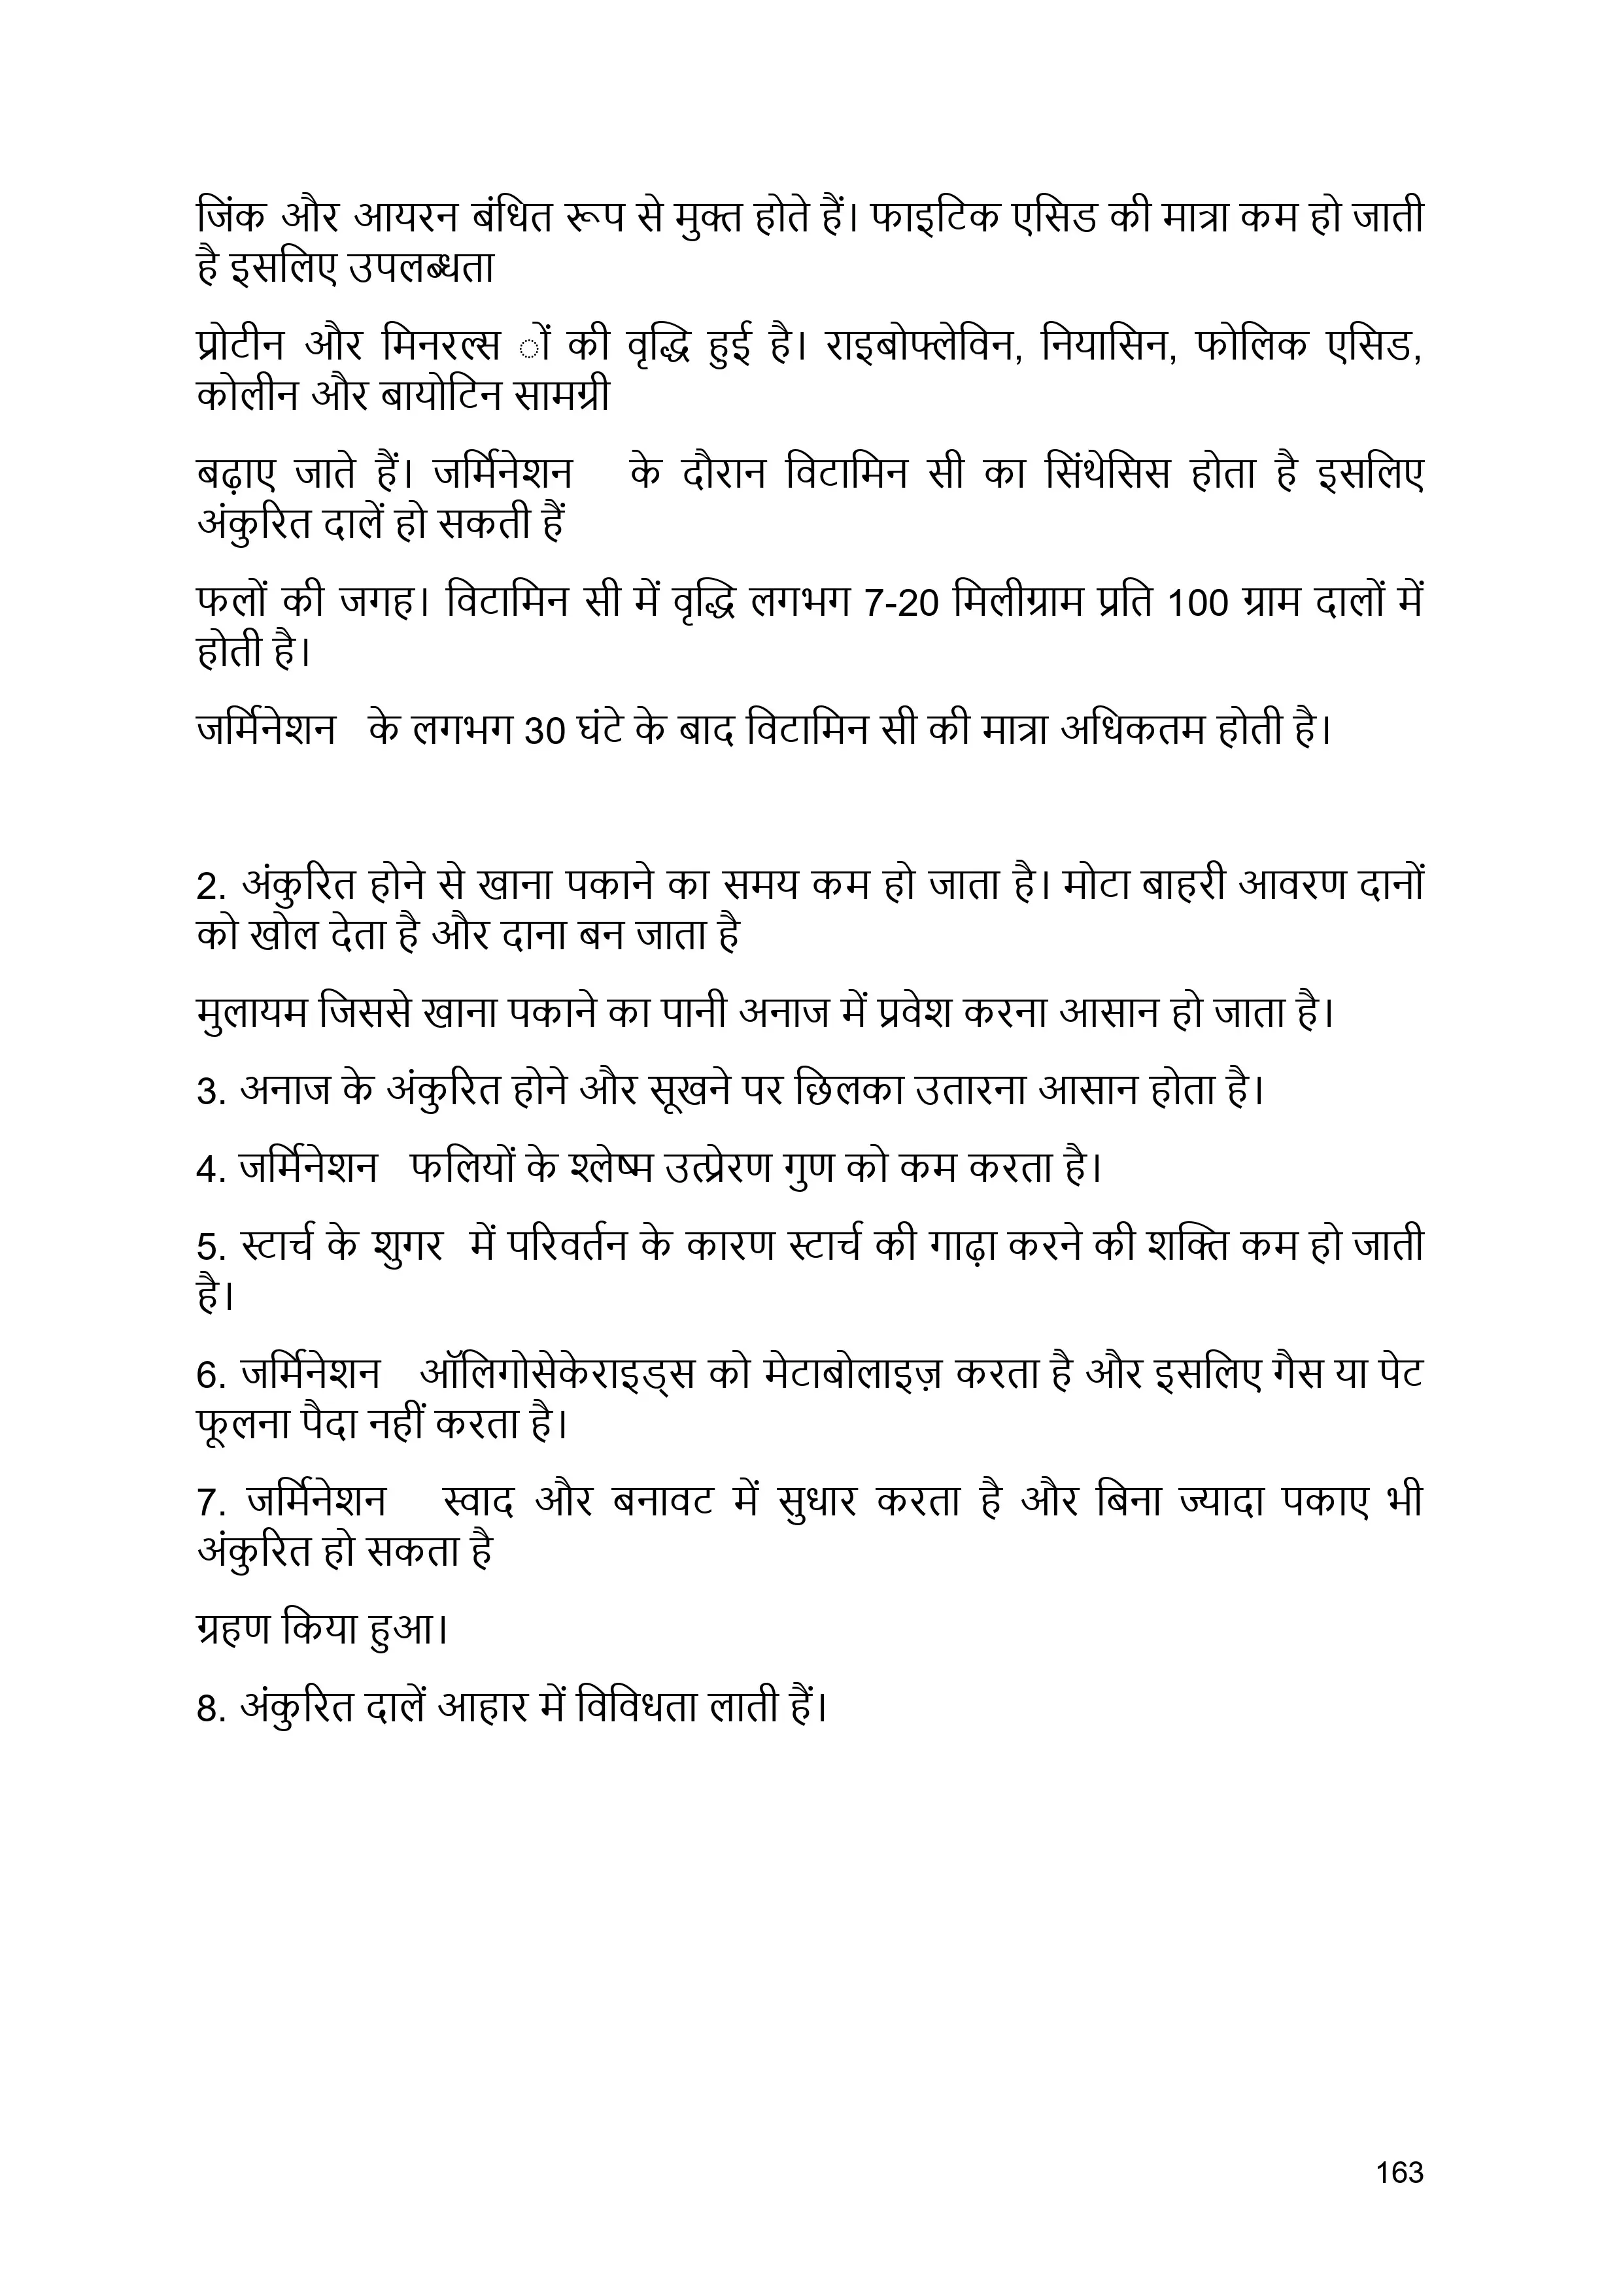 जिंक और आयरन बंधित रूप से मुक्त होते हैं। फाइटिक एसिड की मात्रा कम हो जाती
है इसलिए उपलब्धता
प्रोटीन और मिनरल्स ों की वृद्धि हुई है। राइबोफ्लेविन, नियासिन, फोलिक एसिड,
कोलीन और बायोटिन सामग्री
बढ़ाए जाते हैं। जर्मिनेशन के दौरान विटामिन सी का सिंथेसिस होता है इसलिए
अंकुरित दालें हो सकती हैं
फलों की जगह। विटामिन सी में वृद्धि लगभग 7-20 मिलीग्राम प्रति 100 ग्राम दालों में
होती है।
जर्मिनेशन के लगभग 30 घंटे के बाद विटामिन सी की मात्रा अधिकतम होती है।
2. अंकुरित होने से खाना पकाने का समय कम हो जाता है। मोटा बाहरी आवरण दानों
को खोल देता है और दाना बन जाता है
मुलायम जिससे खाना पकाने का पानी अनाज में प्रवेश करना आसान हो जाता है।
3. अनाज के अंकुरित होने और सूखने पर छिलका उतारना आसान होता है।
4. जर्मिनेशन फलियों के श्लेष्म उत्प्रेरण गुण को कम करता है।
5. स्टार्च के शुगर में परिवर्तन के कारण स्टार्च की गाढ़ा करने की शक्ति कम हो जाती
है।
6. जर्मिनेशन ऑलिगोसेकेराइड्स को मेटाबोलाइज़ करता है और इसलिए गैस या पेट
फूलना पैदा नहीं करता है।
7. जर्मिनेशन स्वाद और बनावट में सुधार करता है और बिना ज्यादा पकाए भी
अंकुरित हो सकता है
ग्रहण किया हुआ।
8. अंकुरित दालें आहार में विविधता लाती हैं।
163